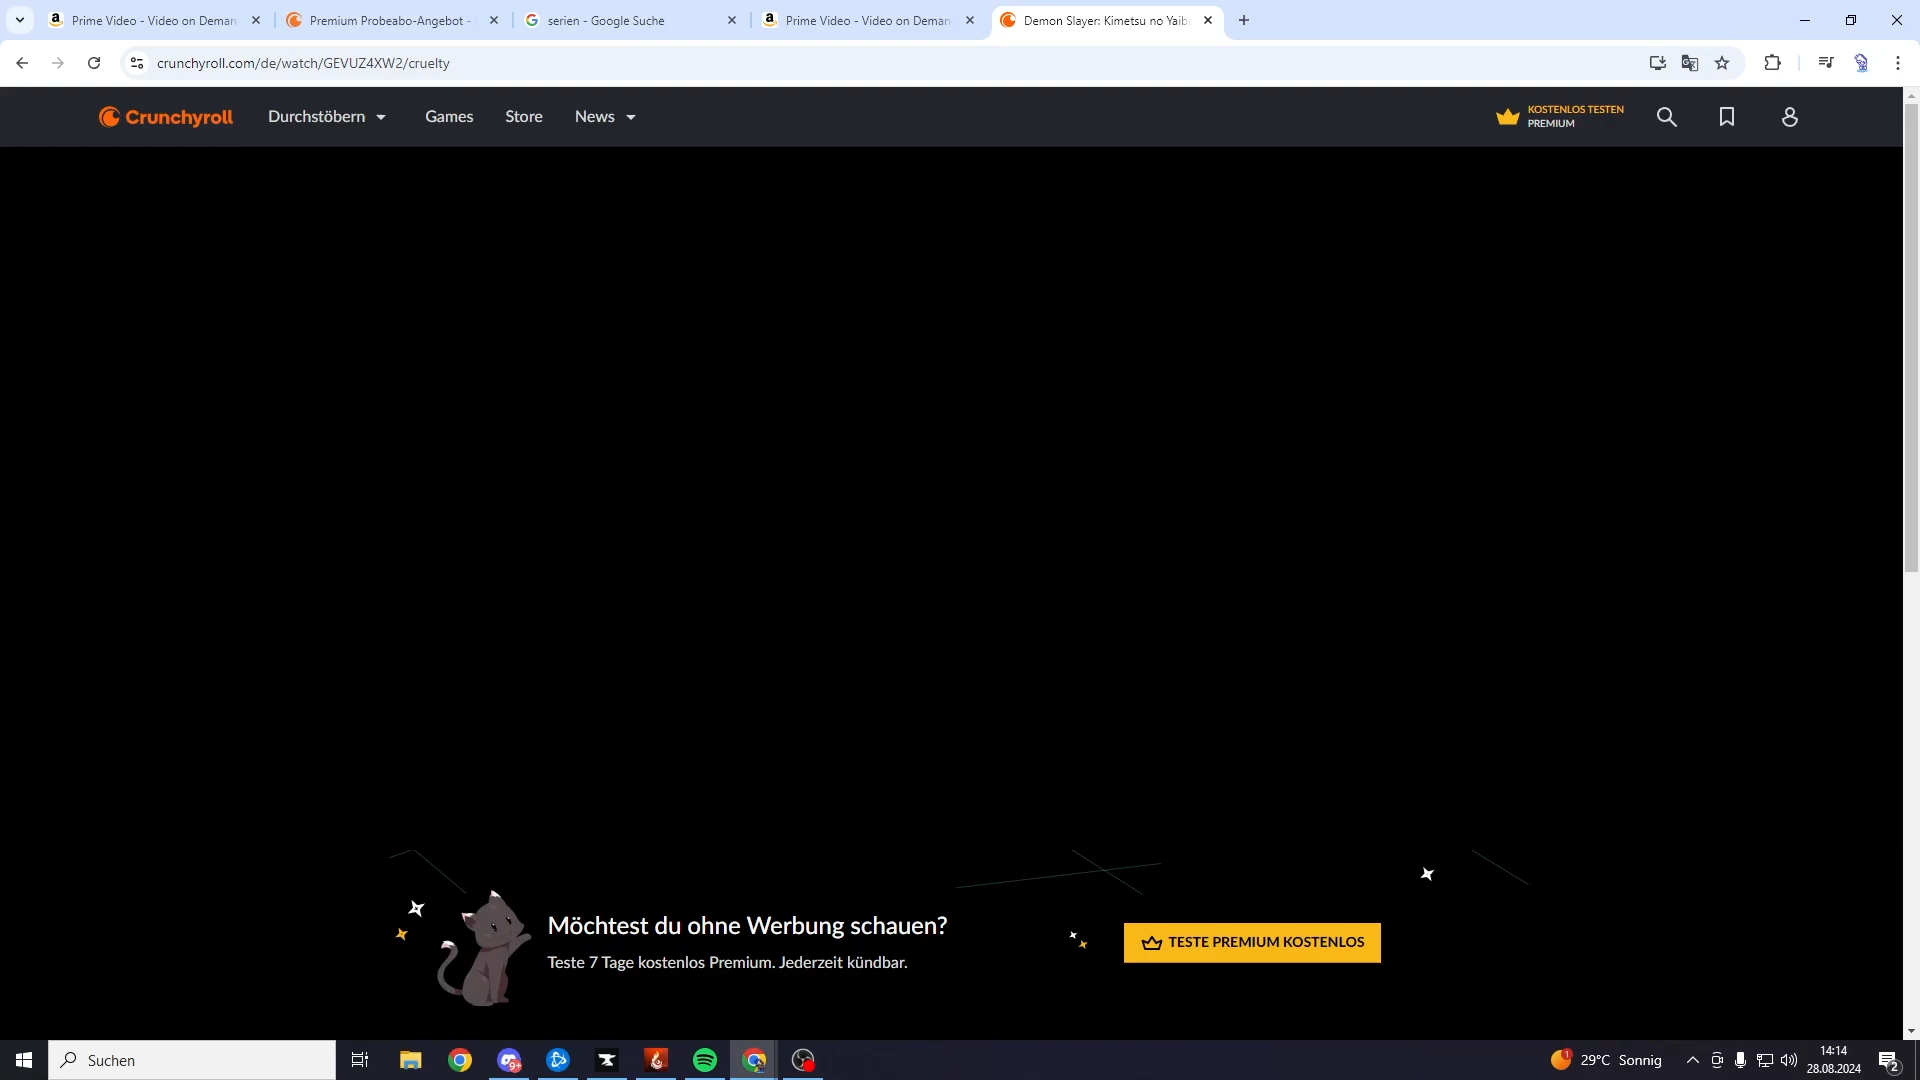 Prime Video - Video on Deman
Premium Probeabo-Angebot -
serien - Google Suche
Prime Video - Video on Deman
Demon Slayer: Kimetsu no Yaib
crunchyroll.com/de/watch/GEVUZ4XW2/cruelty
Crunchyroll
Durchstöbern
Games
Store
News
KOSTENLOS TESTEN
PREMIUM
Möchtest du ohne Werbung schauen?
Teste 7 Tage kostenlos Premium. Jederzeit kündbar.
TESTE PREMIUM KOSTENLOS
Suchen
9+
1
29°C Sonnig
14:14
28.08.2024
2